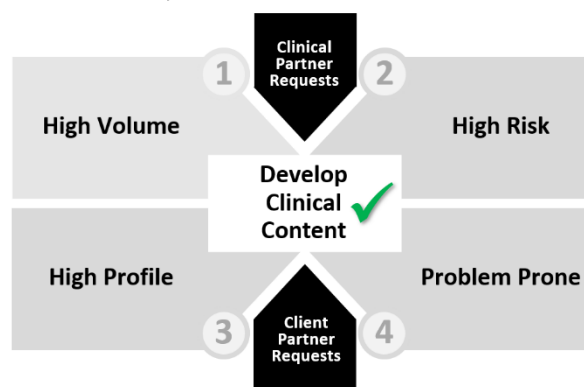 Clinical
Partner
Requests
1
2
High Volume
High Risk
Develop
Clinical
Content
High Profile
Problem Prone
3
4
Client
Partner
Requests